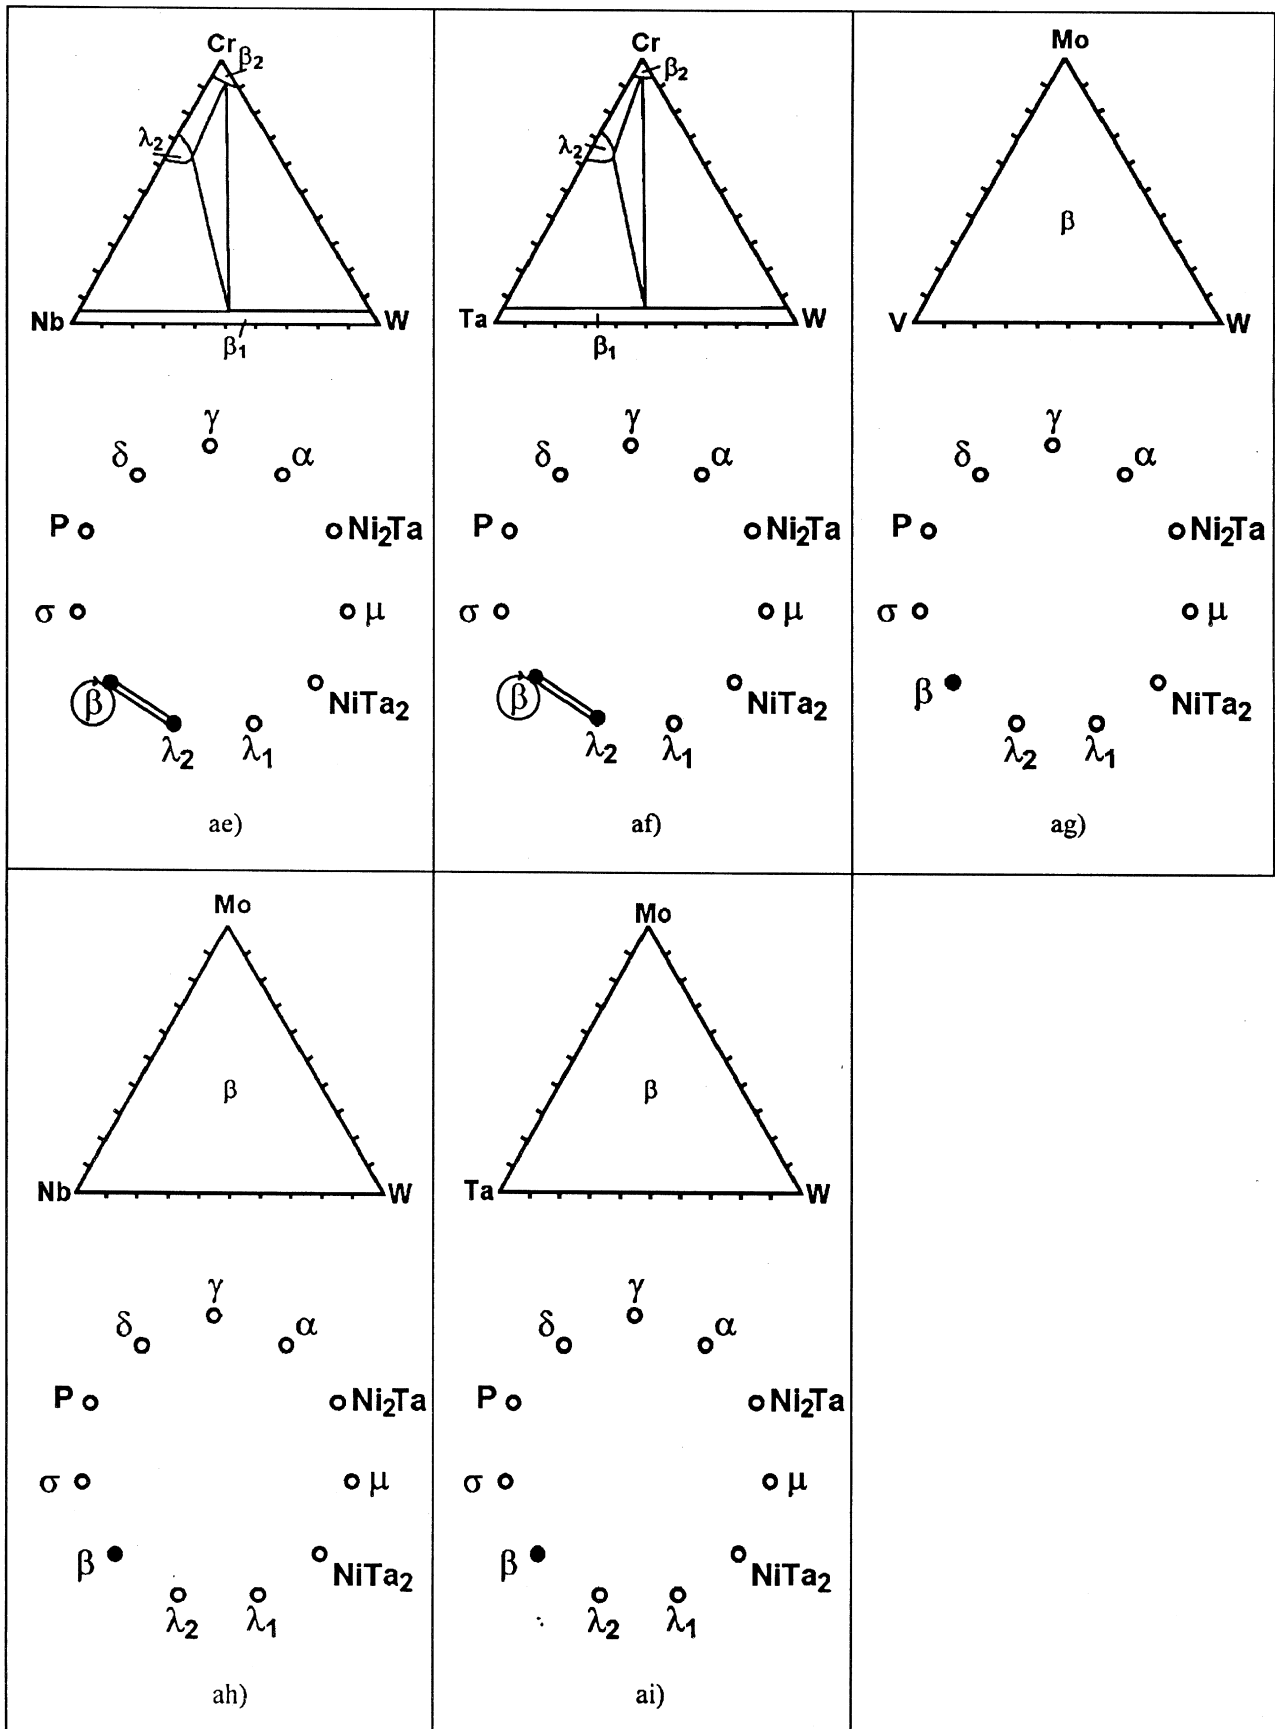 Cr
β₂
λ₂
Nb
W
β₁
γ
δ
α
P
Ni₂Ta
σ
μ
β
NiTa₂
λ₂
λ₁
ae)
Cr
β₂
λ₂
Ta
W
β₁
γ
δ
α
P
Ni₂Ta
σ
μ
β
NiTa₂
λ₂
λ₁
af)
Mo
β
V
W
γ
δ
α
P
Ni₂Ta
σ
μ
β
NiTa₂
λ₂
λ₁
ag)
Mo
β
Nb
W
γ
δ
α
P
Ni₂Ta
σ
μ
β
NiTa₂
λ₂
λ₁
ah)
Mo
β
Ta
W
γ
δ
α
P
Ni₂Ta
σ
μ
β
NiTa₂
λ₂
λ₁
ai)